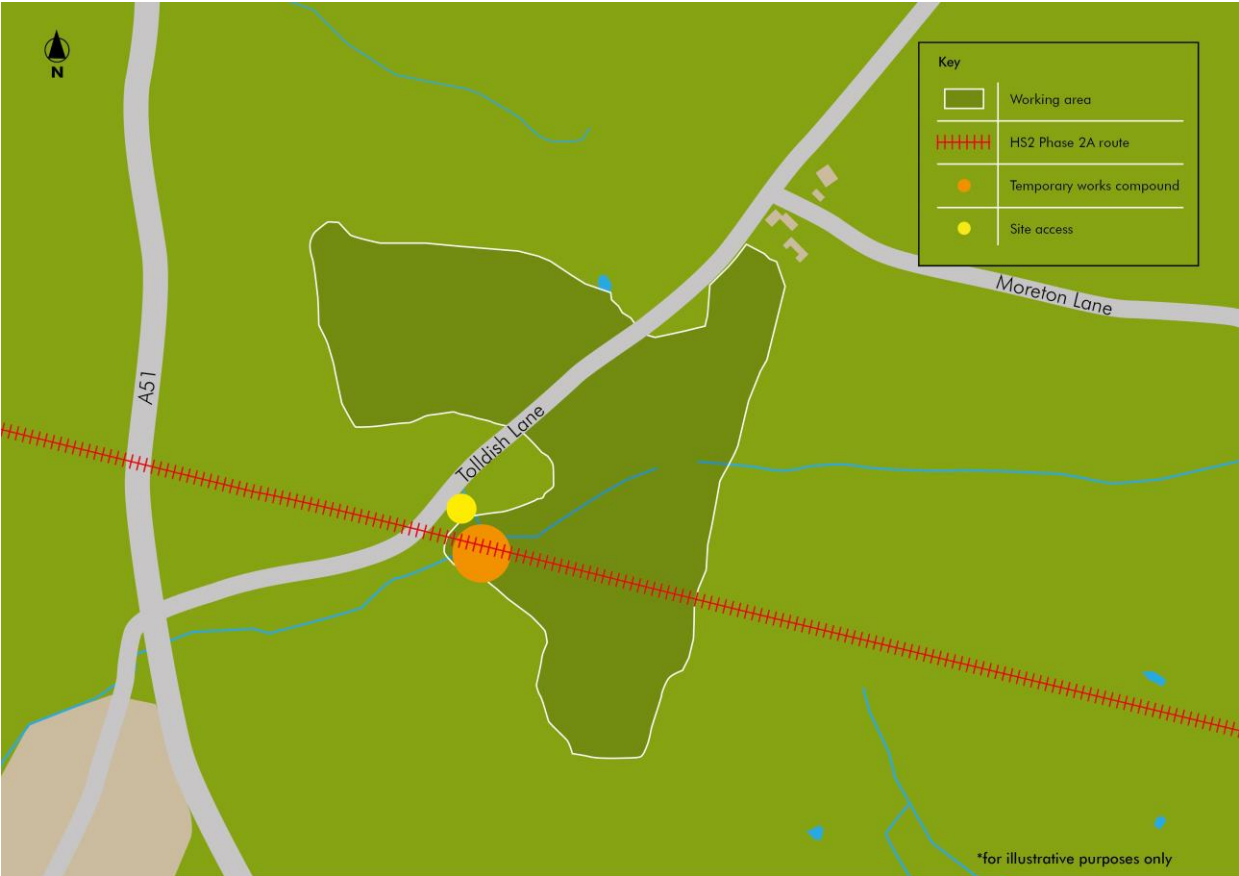 N
Key
Working area
HS2 Phase 2A route
Temporary works compound
Site access
Moreton Lane
A51
Tolldish Lane
*for illustrative purposes only